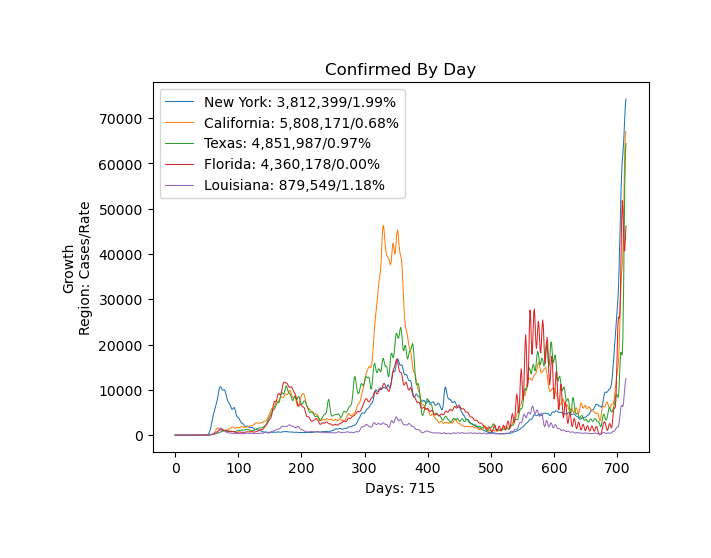 Confirmed By Day
New York: 3,812,399/1.99%
California: 5,808,171/0.68%
Texas: 4,851,987/0.97%
Florida: 4,360,178/0.00%
Louisiana: 879,549/1.18%
Growth
Region: Cases/Rate
70000
60000
50000
40000
30000
20000
10000
0
0 100 200 300 400 500 600 700
Days: 715